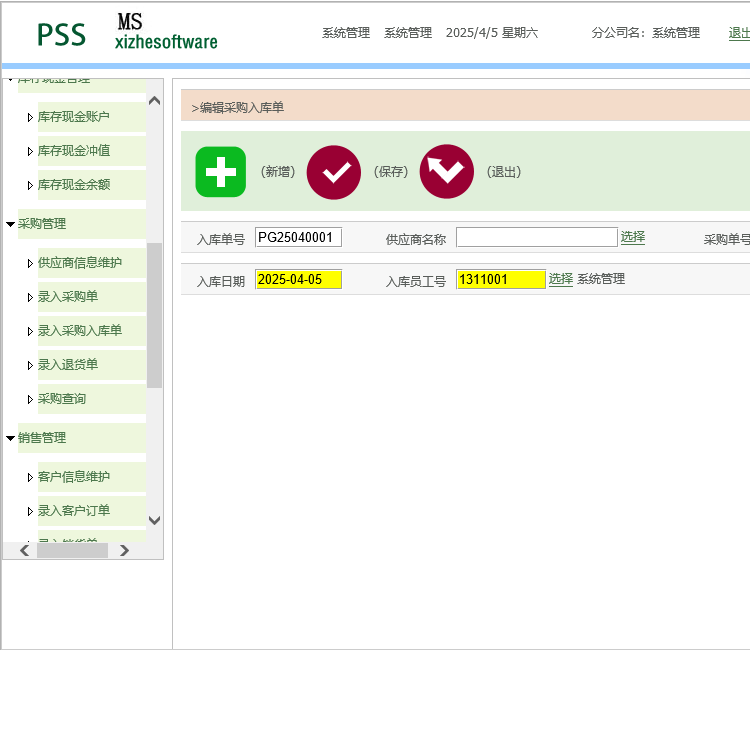 PSS MS
xizhesoftware
系统管理 系统管理 2025/4/5 星期六 分公司名：系统管理 退出
库存现金管理
库存现金账户
库存现金冲值
库存现金余额
采购管理
供应商信息维护
录入采购单
录入采购入库单
录入退货单
采购查询
销售管理
客户信息维护
录入客户订单
录入销货单
>编辑采购入库单
（新增） （保存） （退出）
入库单号 PG25040001 供应商名称 选择 采购单号
入库日期 2025-04-05 入库员工号 1311001 选择 系统管理